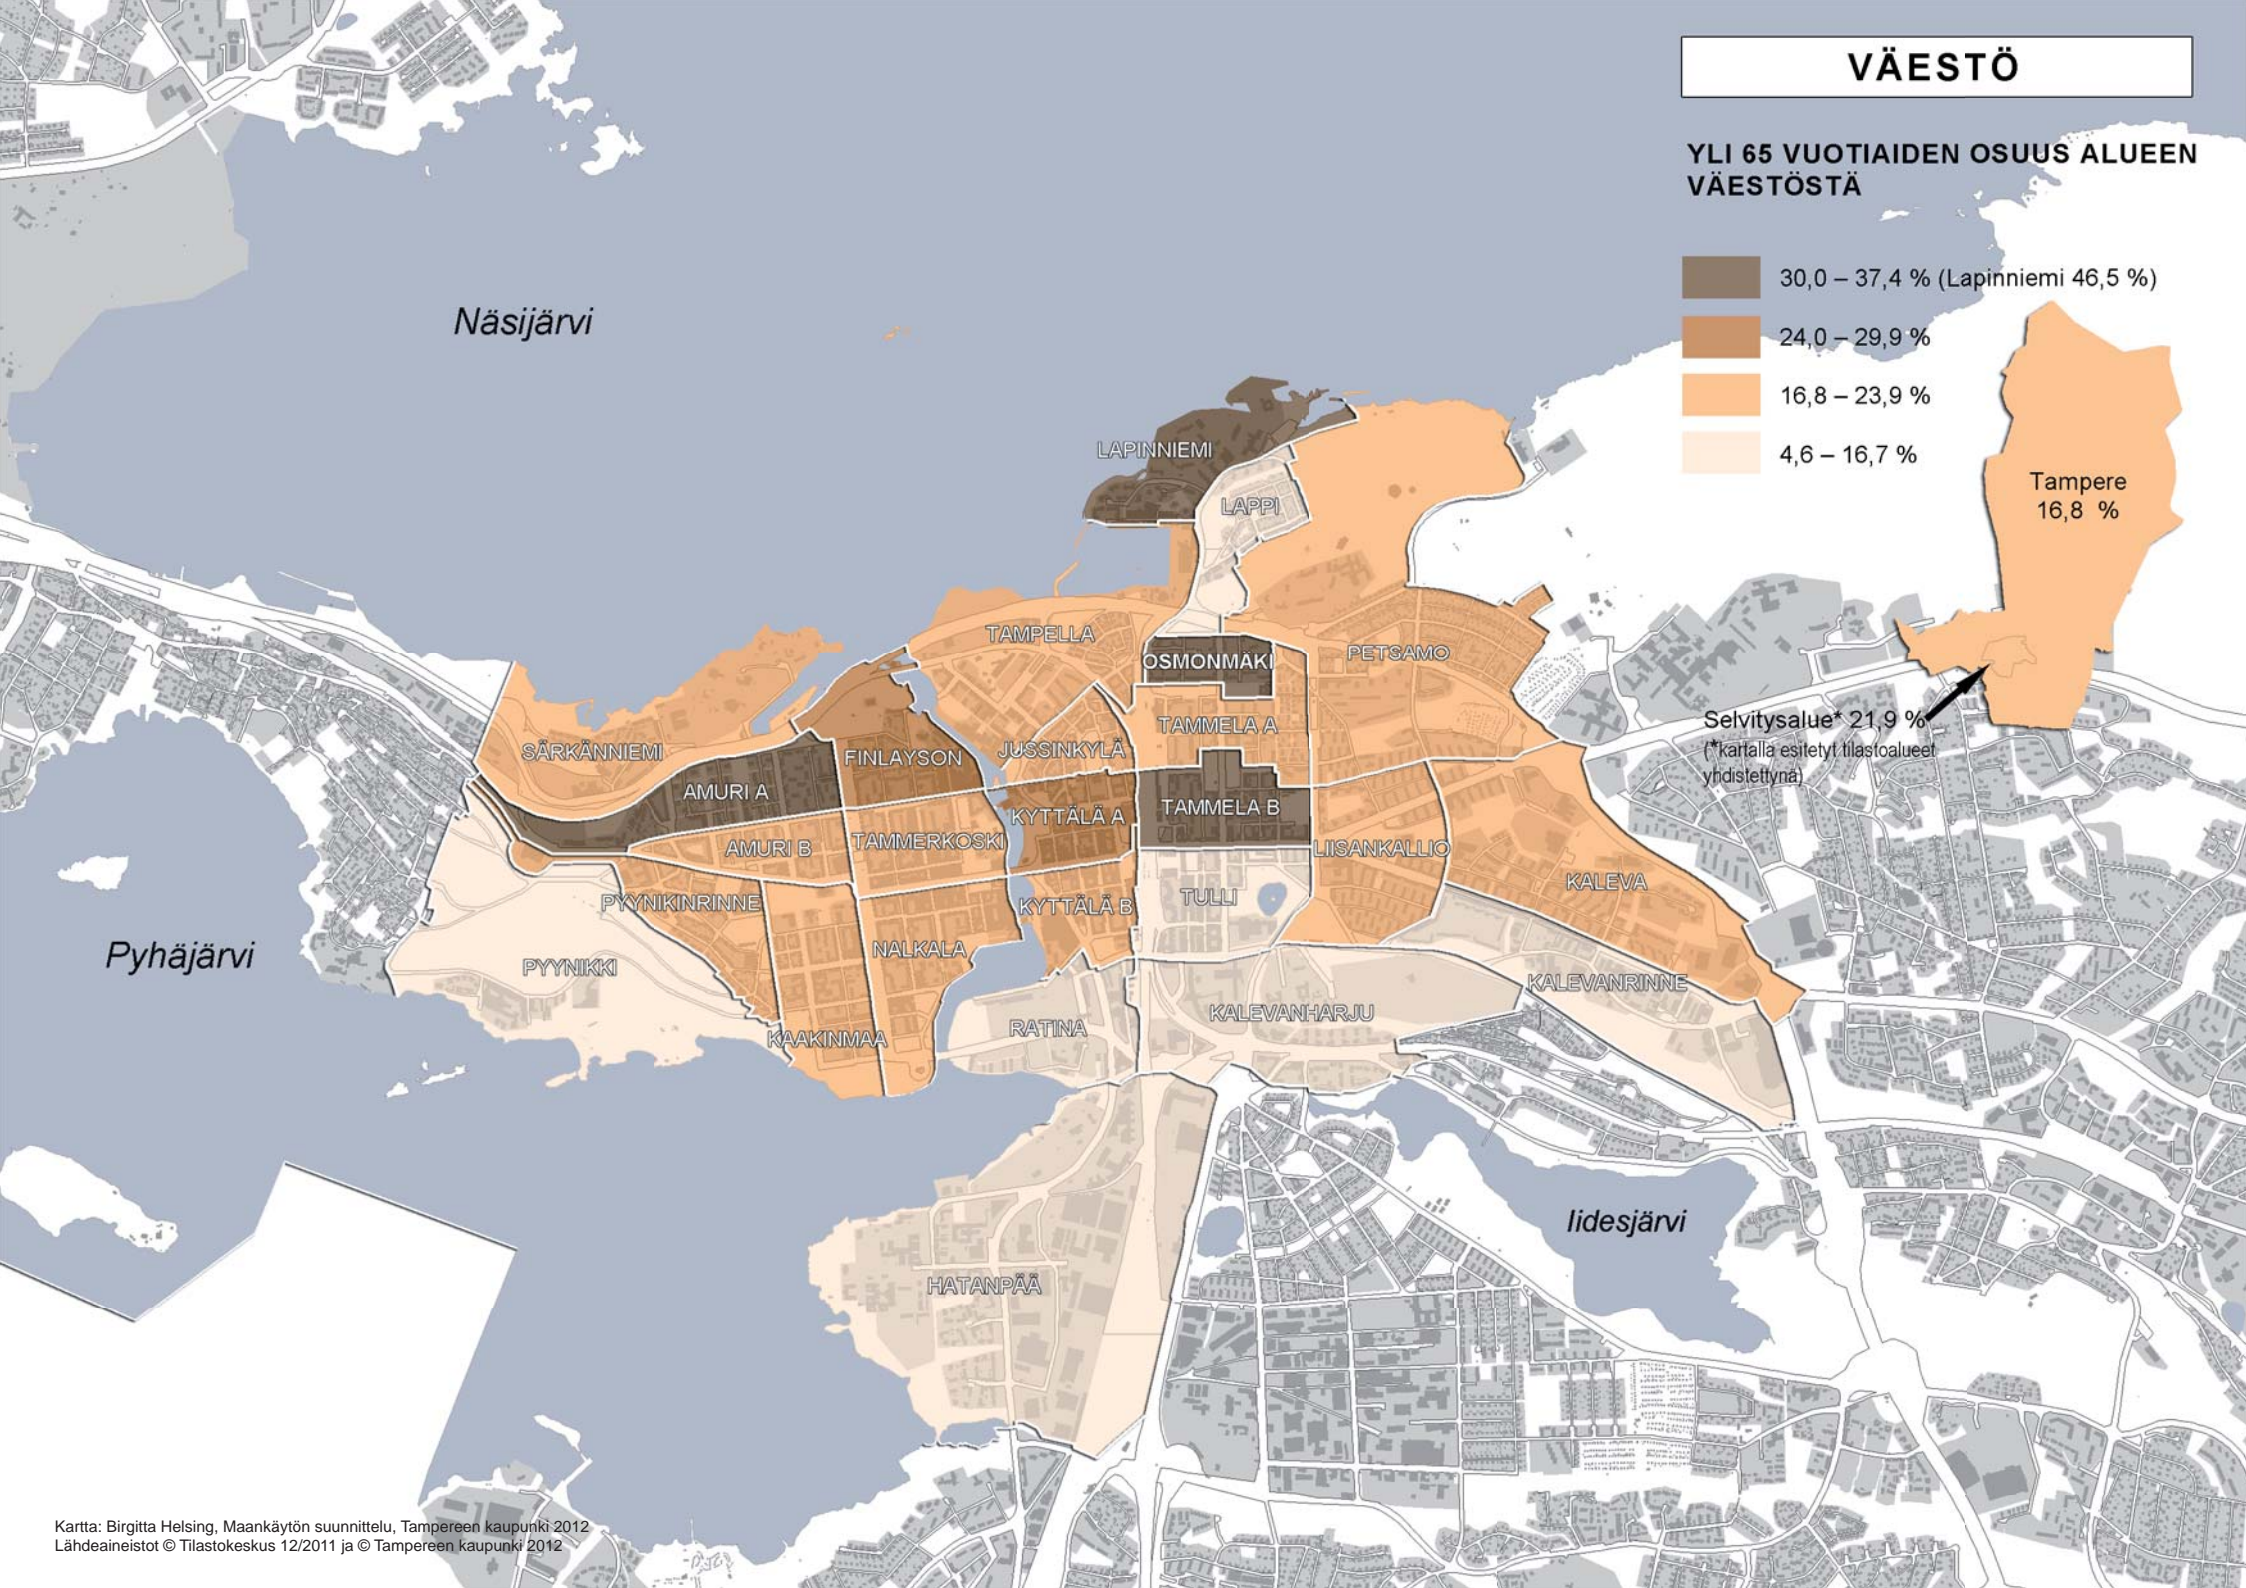 VÄESTÖ
YLI 65 VUOTIAIDEN OSUUS ALUEEN
VÄESTÖSTÄ
30,0 – 37,4 % (Lapinniemi 46,5 %)
24,0 – 29,9 %
16,8 – 23,9 %
4,6 – 16,7 %
Tampere
16,8 %
Selvitysalue* 21,9 %
(*kartalla esitetyt tilastoalueet
yhdistettynä)
Näsijärvi
LAPINNIEMI
LAPPI
TAMPELLA
OSMONMÄKI
PETSAMO
SÄRKÄNNIEMI
FINLAYSON
JUSSINKYLÄ
TAMMELA A
AMURI A
KYTTÄLÄ A
TAMMELA B
AMURI B
TAMMERKOSKI
LIISANKALLIO
KALEVA
PYYNIKINRINNE
KYTTÄLÄ B
TULLI
NALKALA
Pyhäjärvi
PYYNIKKI
KALEVANRINNE
KALEVANHARJU
RATINA
KAAKINMAA
Iidesjärvi
HATANPÄÄ
Kartta: Birgitta Helsing, Maankäytön suunnittelu, Tampereen kaupunki 2012
Lähdeaineistot © Tilastokeskus 12/2011 ja © Tampereen kaupunki 2012